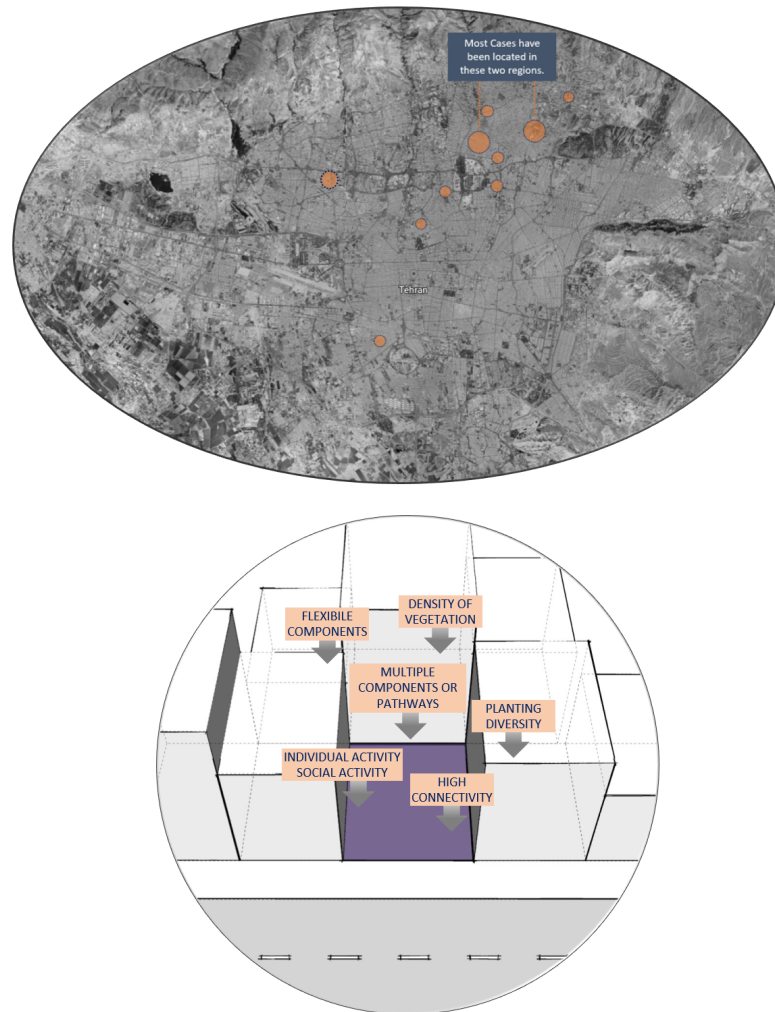 Most Cases have
been located in
these two regions.
Tehran
FLEXIBILE
COMPONENTS
DENSITY OF
VEGETATION
MULTIPLE
COMPONENTS OR
PATHWAYS
PLANTING
DIVERSITY
INDIVIDUAL ACTIVITY
SOCIAL ACTIVITY
HIGH
CONNECTIVITY